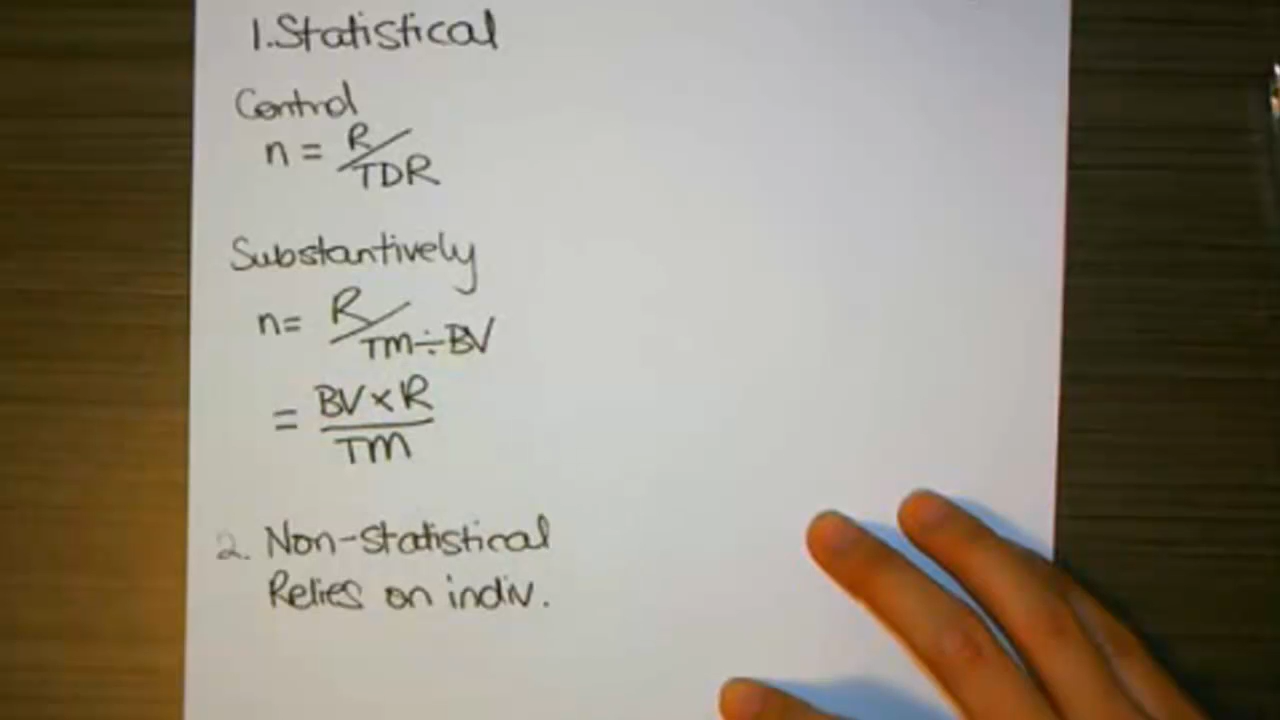 1. Statistical
Control
n = R/TDR
Substantively
n = R/TM÷BV
= BV×R/TM
2. Non-Statistical
Relies on indiv.